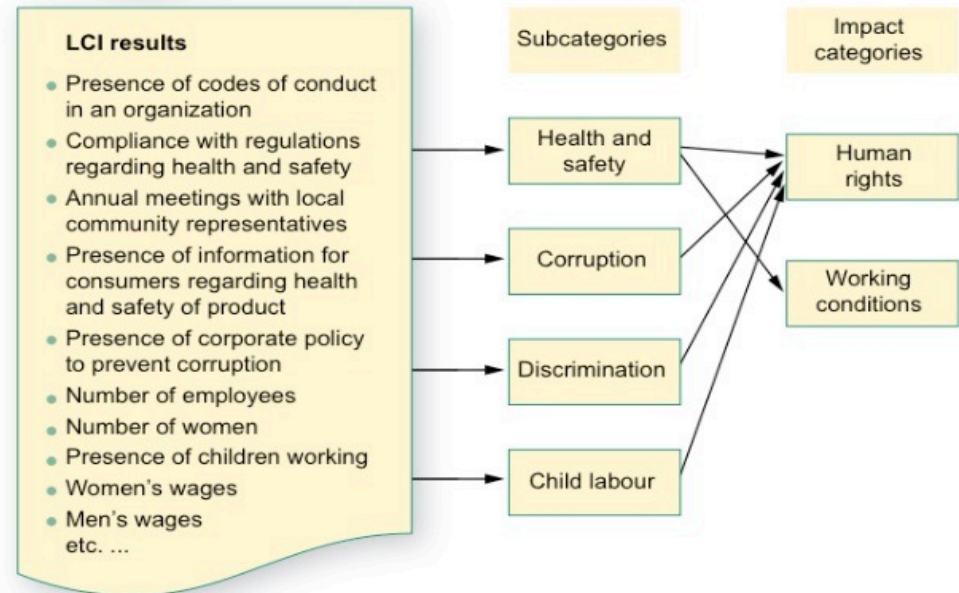 LCI results
Presence of codes of conduct
in an organization
Compliance with regulations
regarding health and safety
Annual meetings with local
community representatives
Presence of information for
consumers regarding health
and safety of product
Presence of corporate policy
to prevent corruption
Number of employees
Number of women
Presence of children working
Women's wages
Men's wages
etc. ...
Subcategories
Health and
safety
Corruption
Discrimination
Child labour
Impact
categories
Human
rights
Working
conditions